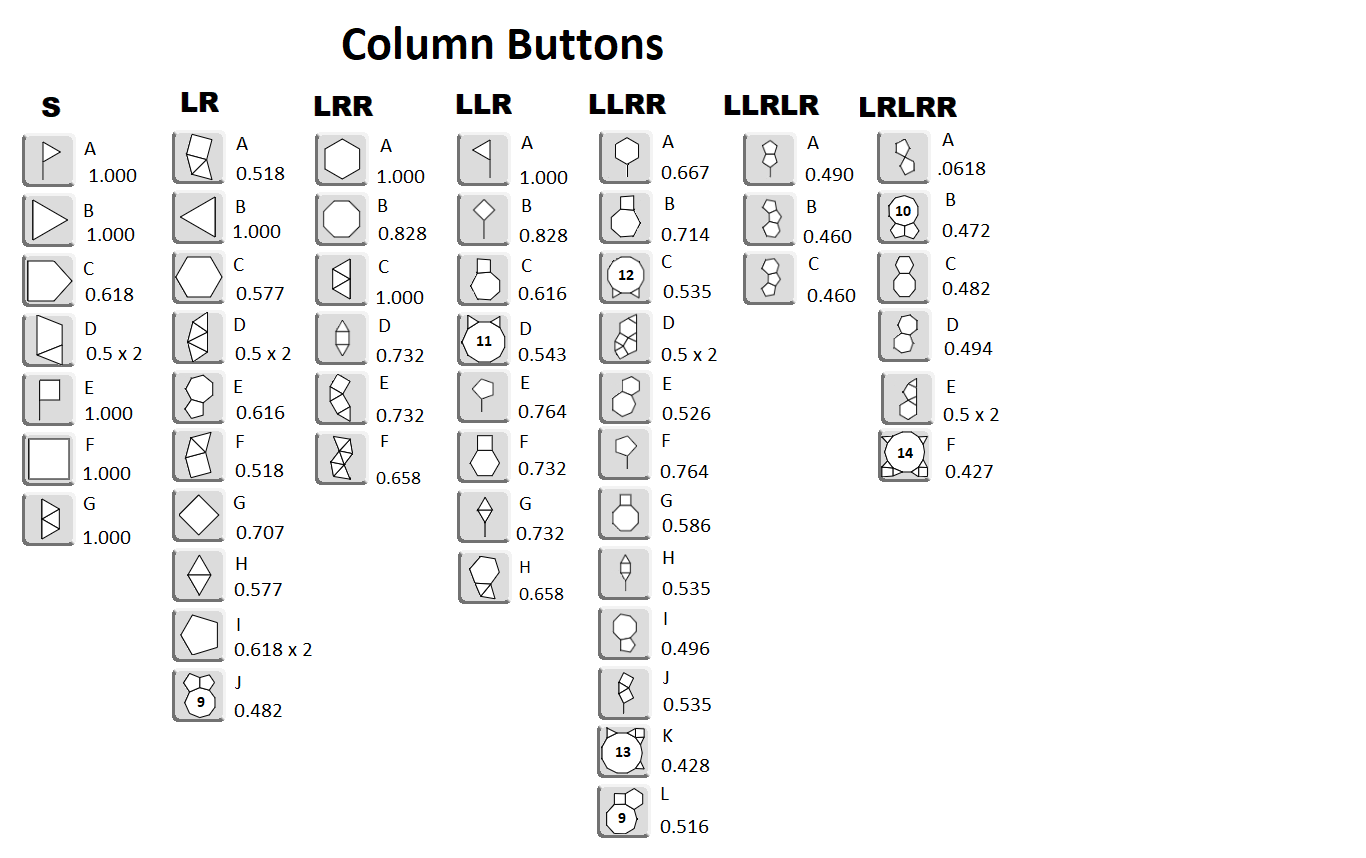 Column Buttons
S
A
1.000
B
1.000
C
0.618
D
0.5 x 2
E
1.000
F
1.000
G
1.000
LR
A
0.518
B
1.000
C
0.577
D
0.5 x 2
E
0.616
F
0.518
G
0.707
H
0.577
I
0.618 x 2
J
9
0.482
LRR
A
1.000
B
0.828
C
1.000
D
0.732
E
0.732
F
0.658
LLR
A
1.000
B
0.828
C
0.616
D
11
0.543
E
0.764
F
0.732
G
0.732
H
0.658
LLRR
A
0.667
B
0.714
C
12
0.535
D
0.5 x 2
E
0.526
F
0.764
G
0.586
H
0.535
I
0.496
J
0.535
K
13
0.428
L
9
0.516
LLRLR
A
0.490
B
0.460
C
0.460
LRLRR
A
.0618
B
10
0.472
C
0.482
D
0.494
E
0.5 x 2
F
14
0.427